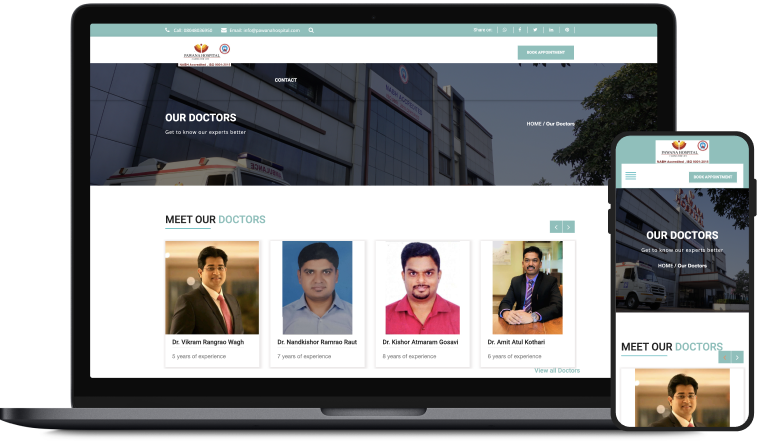 Email: info@pawanahospital.com
Share on:
PAWANA HOSPITAL
NABH Accredited , ISO 9001-2015
BOOK APPOINTMENT
CONTACT
OUR DOCTORS
Get to know our experts better
HOME / Our Doctors
MEET OUR DOCTORS
Dr. Vikram Rangrao Wagh
5 years of experience
Dr. Nandkishor Ramrao Raut
7 years of experience
Dr. Kishor Atmaram Gosavi
8 years of experience
Dr. Amit Atul Kothari
6 years of experience
View all Doctors
PAWANA HOSPITAL
NABH Accredited , ISO 9001-2015
BOOK APPOINTMENT
OUR DOCTORS
Get to know our experts better
HOME / Our Doctors
MEET OUR DOCTORS